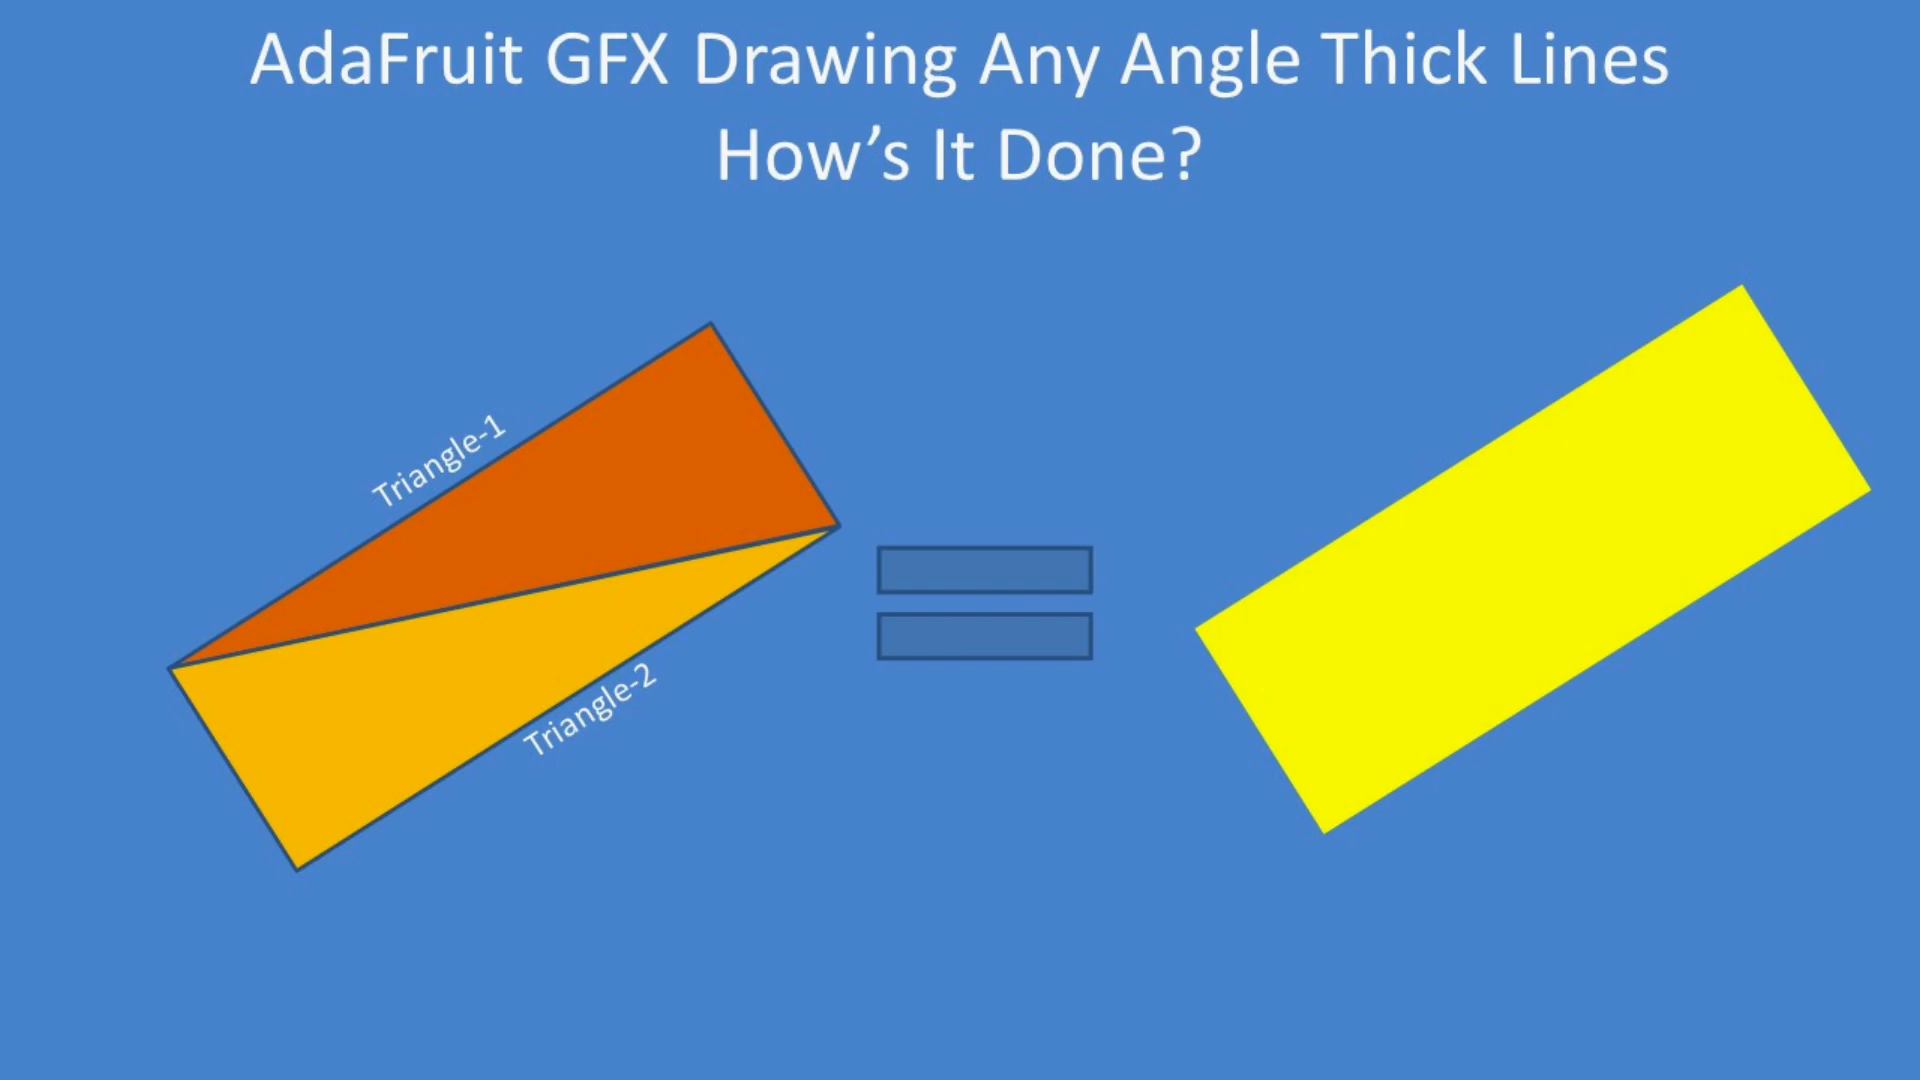 AdaFruit GFX Drawing Any Angle Thick Lines
How’s It Done?
Triangle-1
Triangle-2